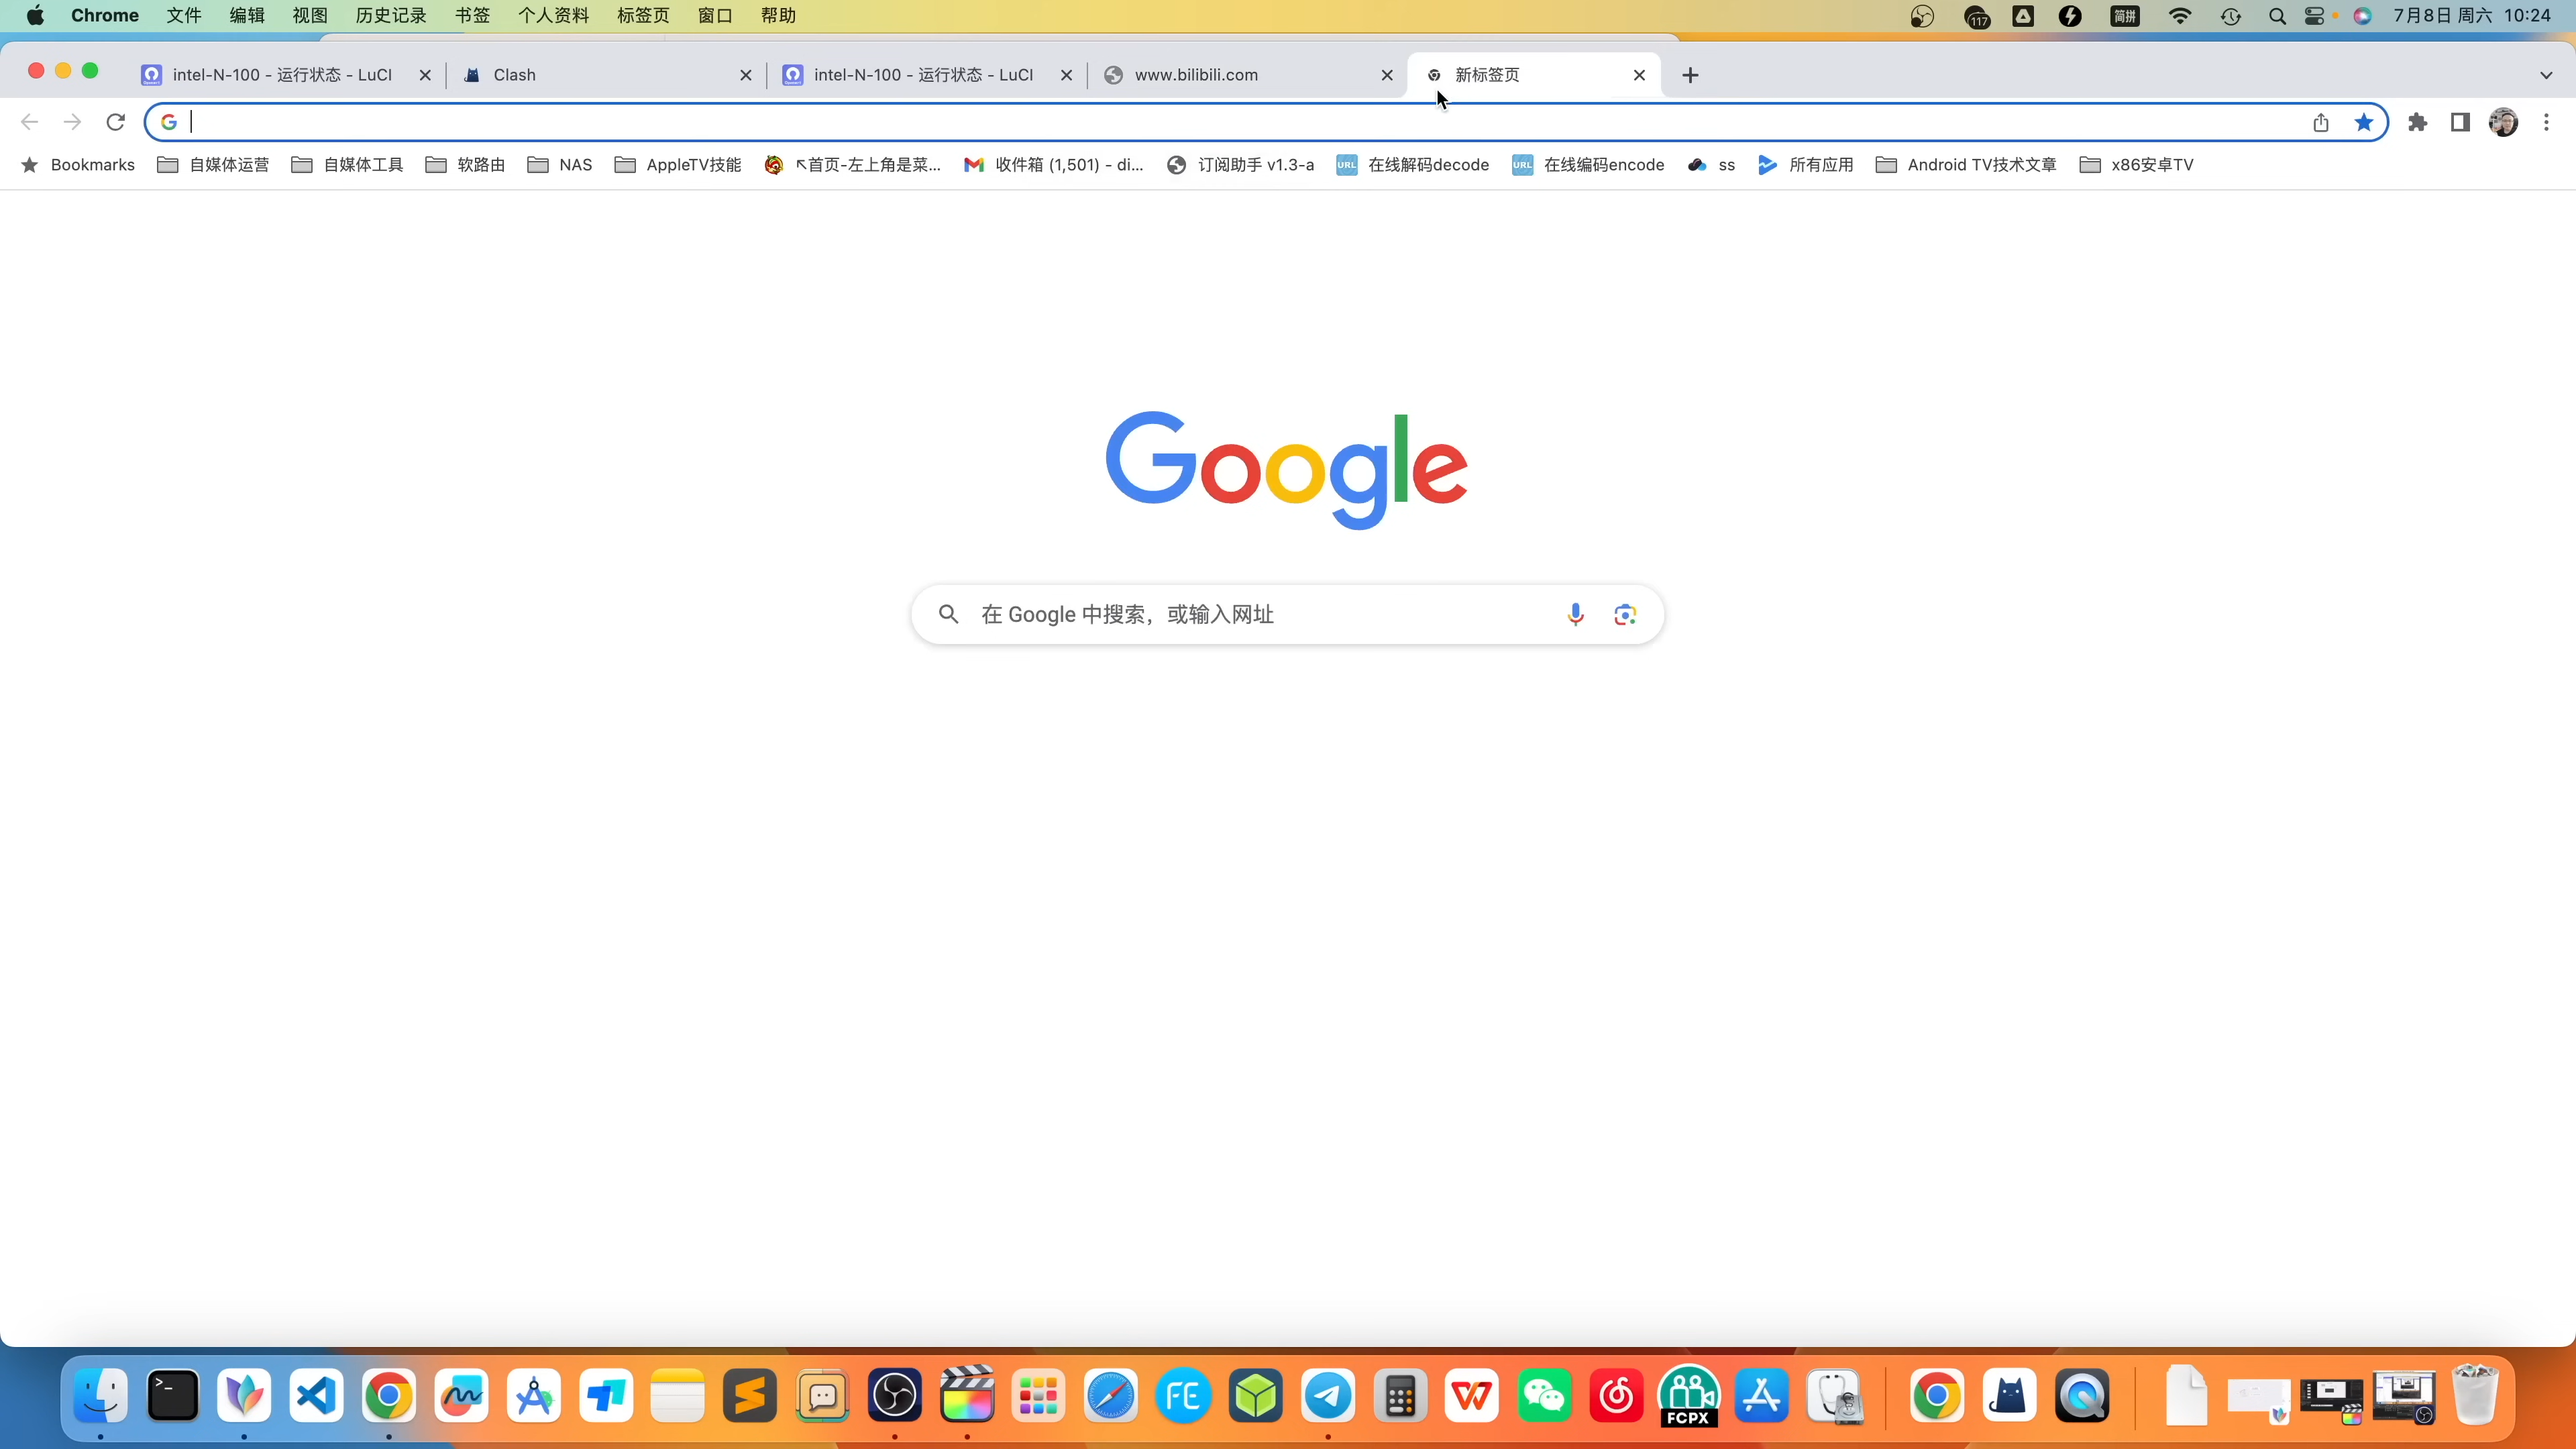 Chrome 文件 编辑 视图 历史记录 书签 个人资料 标签页 窗口 帮助 117 简拼 7月8日 周六 10:24
intel-N-100 - 运行状态 - LuCI Clash intel-N-100 - 运行状态 - LuCI www.bilibili.com 新标签页
Bookmarks 自媒体运营 自媒体工具 软路由 NAS AppleTV技能 ↖首页-左上角是菜... 收件箱 (1,501) - di... 订阅助手 v1.3-a URL 在线解码decode URL 在线编码encode ss 所有应用 Android TV技术文章 x86安卓TV
Google
在 Google 中搜索，或输入网址
FE
FCPX